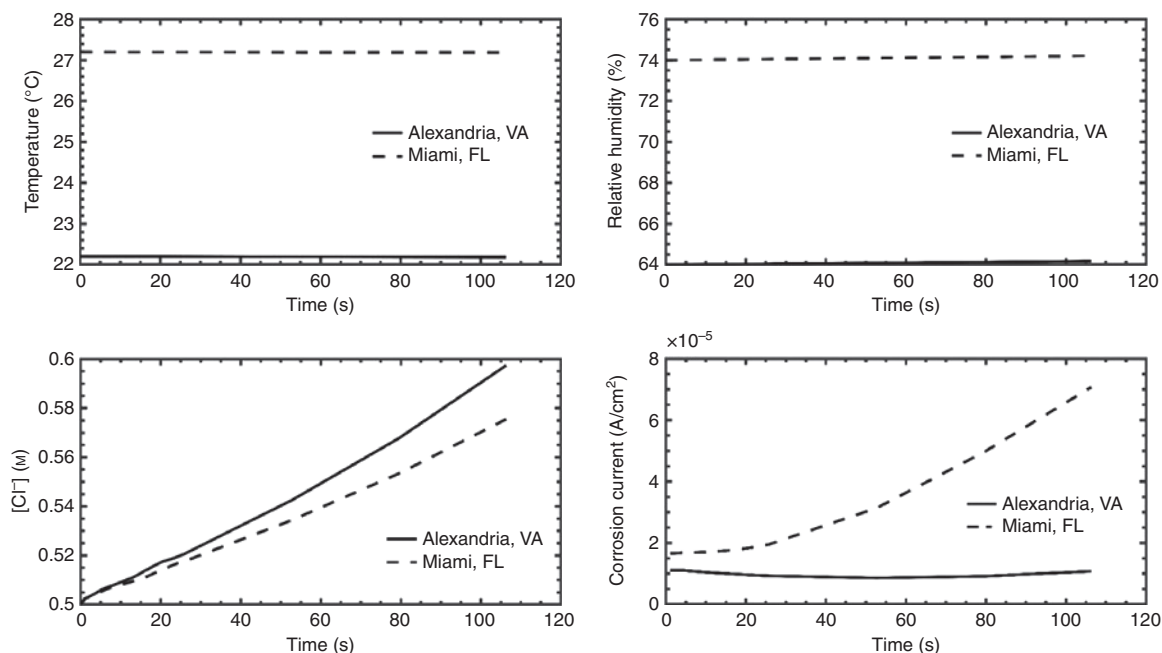 28
27
26
25
24
23
22
Temperature (°C)
Alexandria, VA
Miami, FL
0 20 40 60 80 100 120
Time (s)
76
74
72
70
68
66
64
Relative humidity (%)
Alexandria, VA
Miami, FL
0 20 40 60 80 100 120
Time (s)
0.6
0.58
0.56
0.54
0.52
0.5
[Cl⁻] (M)
Alexandria, VA
Miami, FL
0 20 40 60 80 100 120
Time (s)
×10⁻⁵
8
6
4
2
0
Corrosion current (A/cm²)
Alexandria, VA
Miami, FL
0 20 40 60 80 100 120
Time (s)